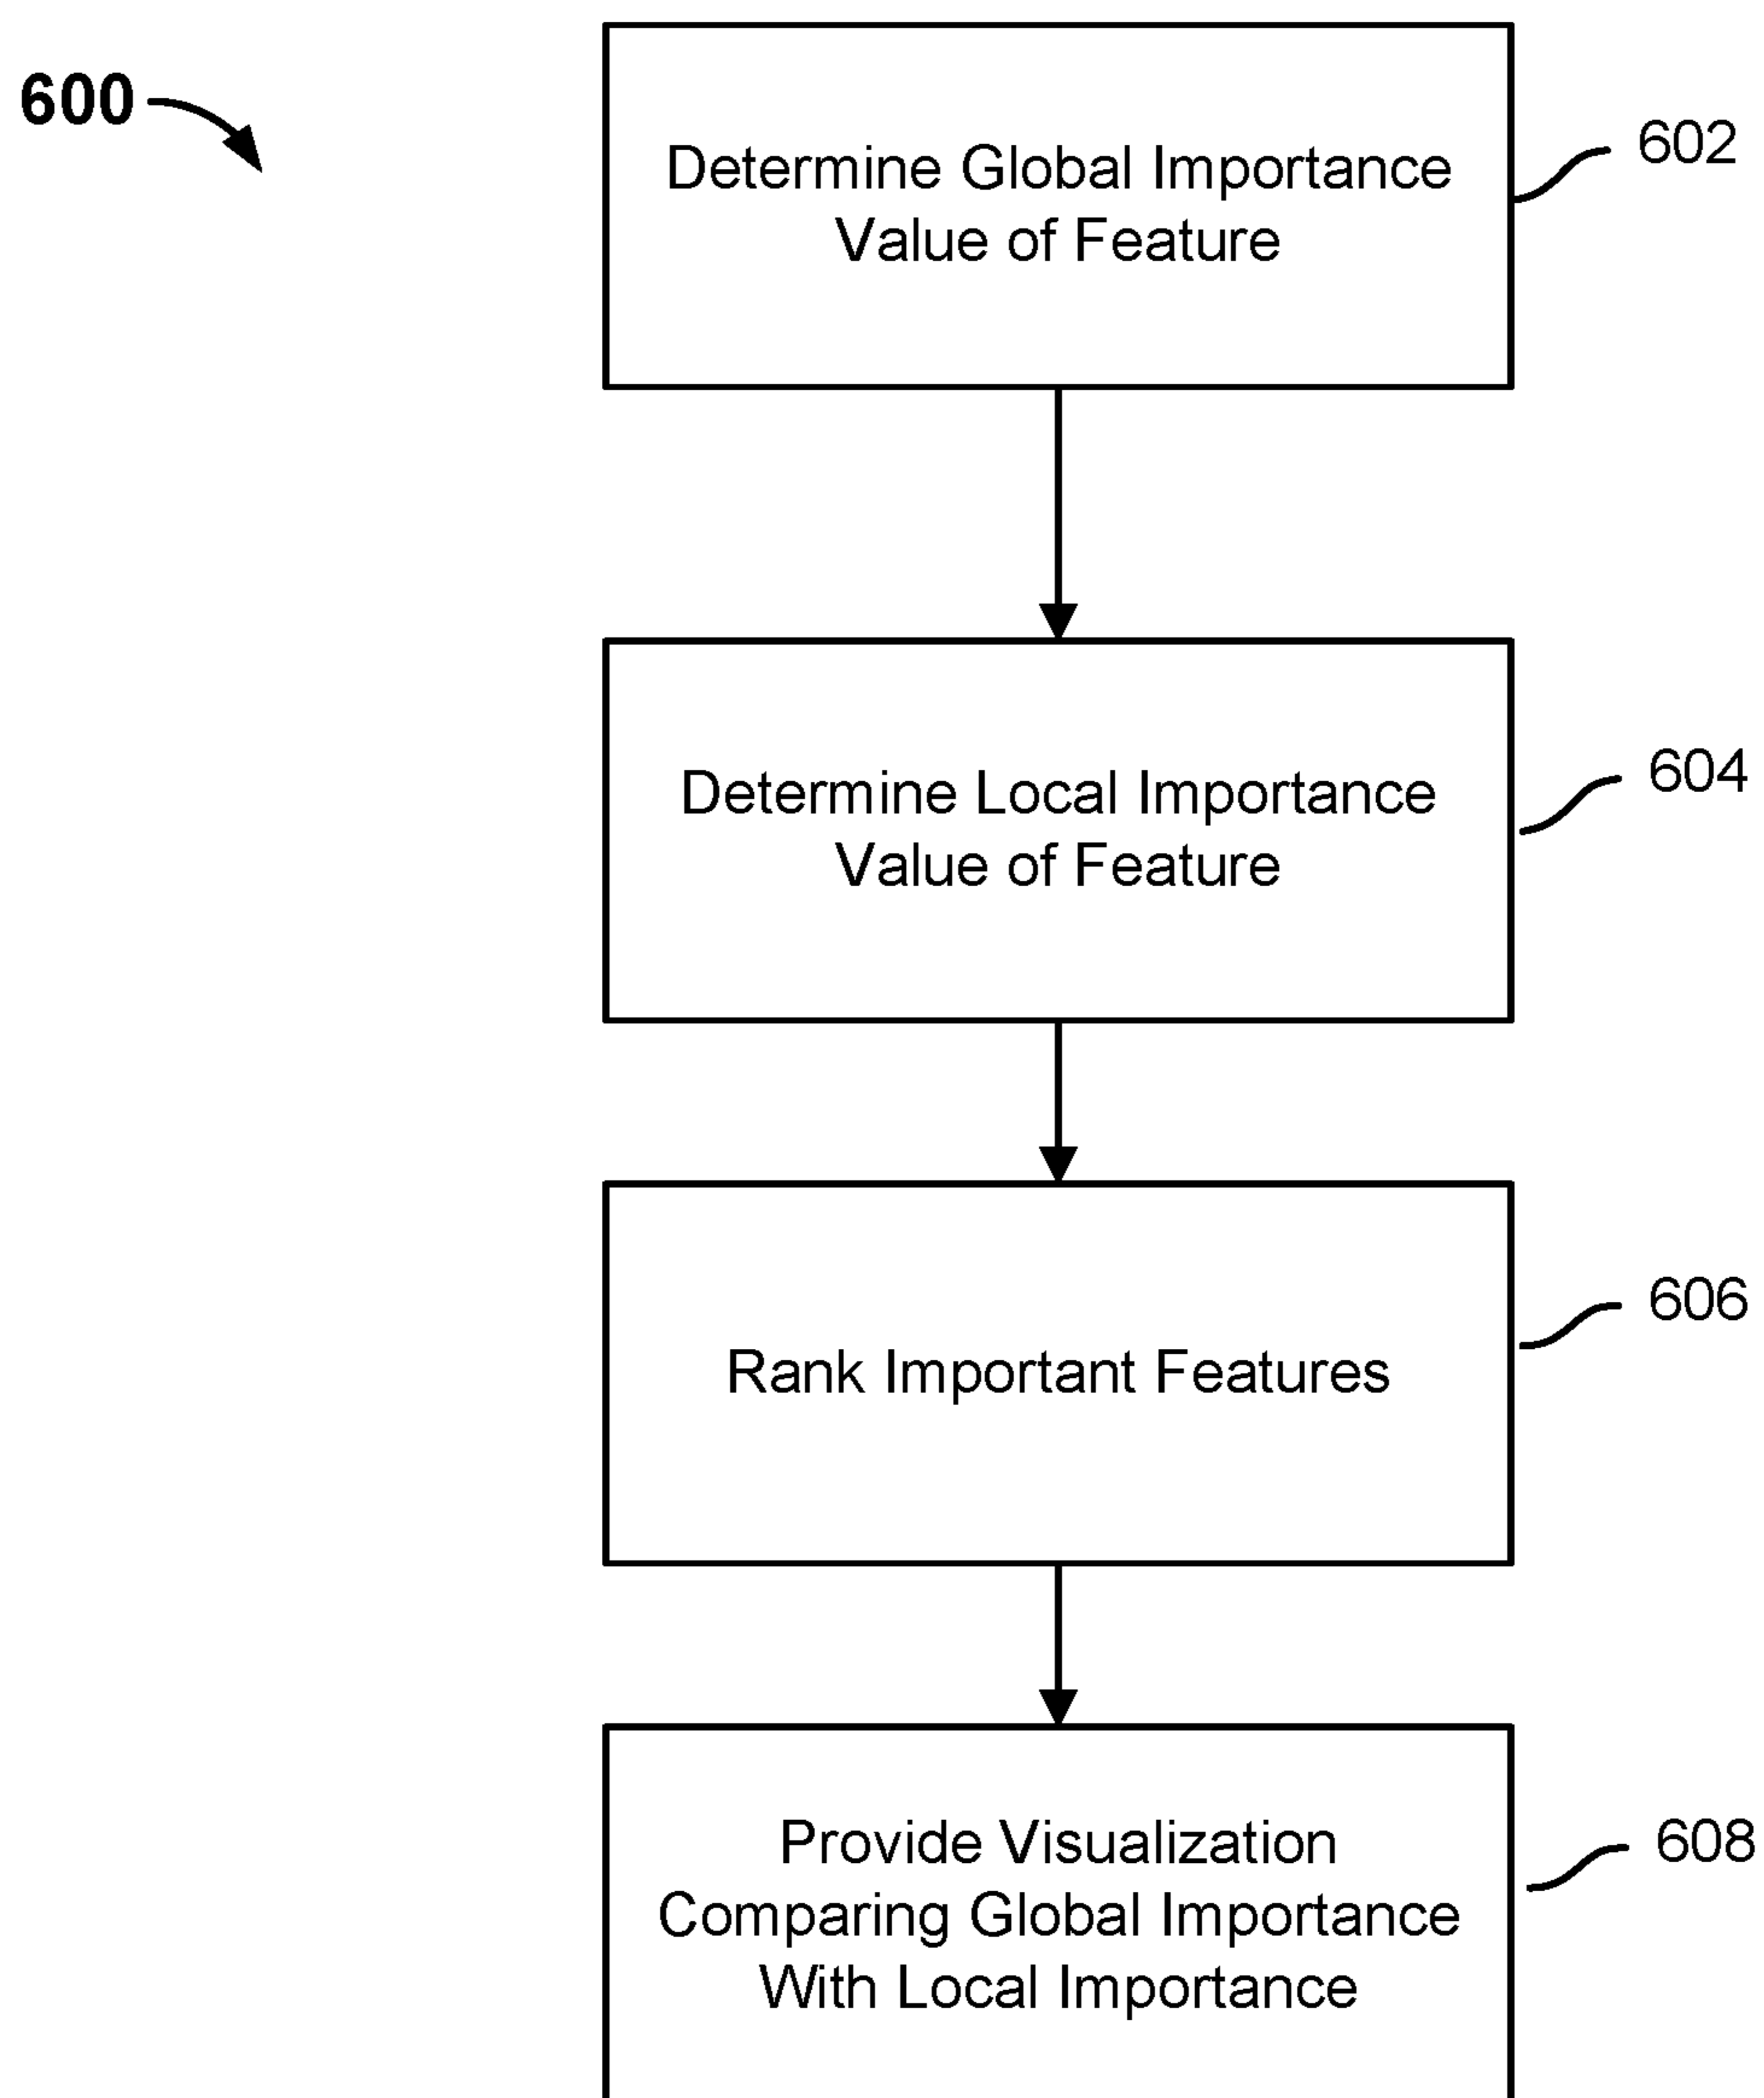 600
Determine Global Importance
Value of Feature
602
Determine Local Importance
Value of Feature
604
Rank Important Features
606
Provide Visualization
Comparing Global Importance
With Local Importance
608